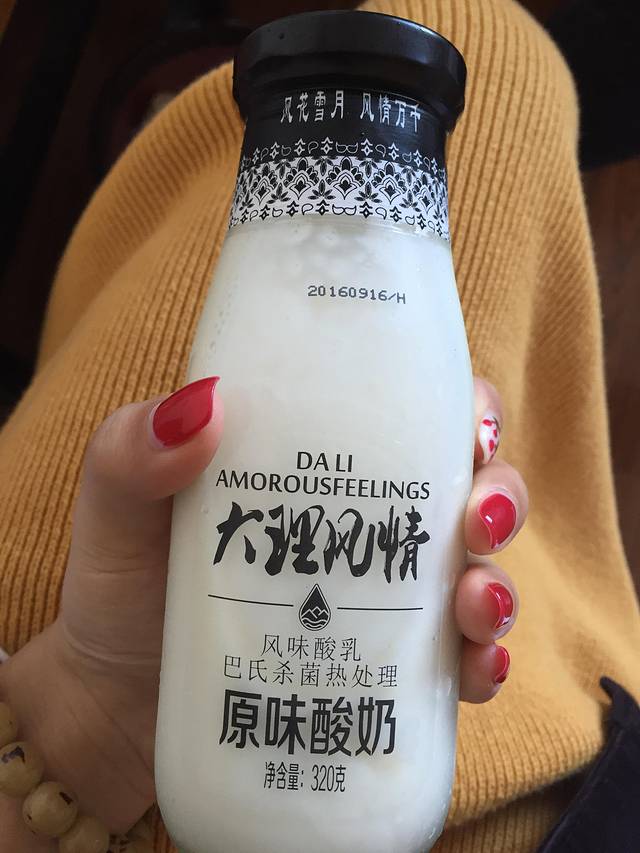 风花雪月 风情万千
20160916/H
DA LI
AMOROUSFEELINGS
大理风情
风味酸乳
巴氏杀菌热处理
原味酸奶
净含量: 320克